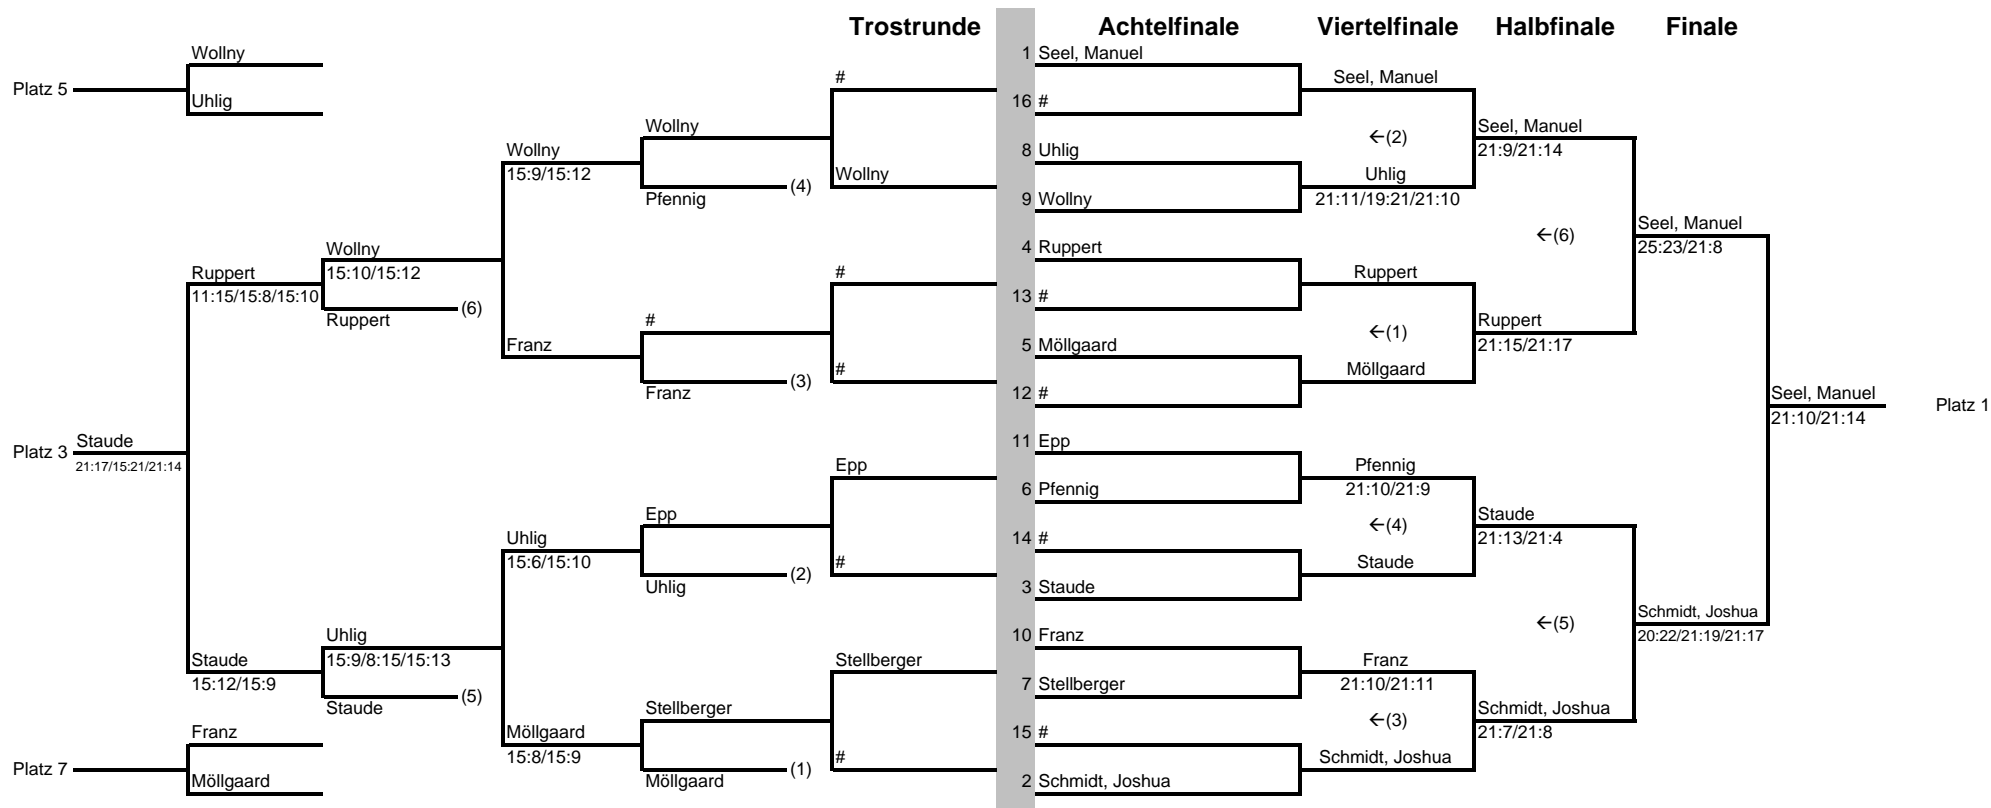 Trostrunde Achtelfinale Viertelfinale Halbfinale Finale
Wollny 1 Seel, Manuel
# Seel, Manuel
Platz 5
Uhlig 16 #
Wollny Seel, Manuel
←(2)
Wollny 8 Uhlig 21:9/21:14
15:9/15:12 Wollny Uhlig
(4)
Pfennig 9 Wollny 21:11/19:21/21:10
Seel, Manuel
←(6)
Wollny 4 Ruppert 25:23/21:8
Ruppert 15:10/15:12 # Ruppert
11:15/15:8/15:10 13 #
(6)
Ruppert # Ruppert
←(1)
Franz 5 Möllgaard 21:15/21:17
# Möllgaard
(3)
Franz 12 # Seel, Manuel
Platz 1
21:10/21:14
Staude 11 Epp
Platz 3
21:17/15:21/21:14 Epp Pfennig
6 Pfennig 21:10/21:9
Epp Staude
←(4)
Uhlig 14 # 21:13/21:4
15:6/15:10 # Staude
(2)
Uhlig 3 Staude
Schmidt, Joshua
←(5)
Uhlig 10 Franz 20:22/21:19/21:17
Staude 15:9/8:15/15:13 Stellberger Franz
15:12/15:9 7 Stellberger 21:10/21:11
(5)
Staude Stellberger Schmidt, Joshua
←(3)
Franz Möllgaard 15 # 21:7/21:8
15:8/15:9 # Schmidt, Joshua
Platz 7 (1)
Möllgaard Möllgaard 2 Schmidt, Joshua